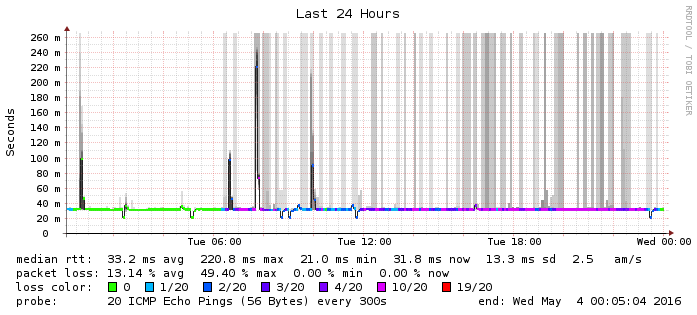 Last 24 Hours
RRDTOOL / TOBI OETIKER
Seconds
260 m
240 m
220 m
200 m
180 m
160 m
140 m
120 m
100 m
80 m
60 m
40 m
20 m
0
Tue 06:00 Tue 12:00 Tue 18:00 Wed 00:00
median rtt: 33.2 ms avg 220.8 ms max 21.0 ms min 31.8 ms now 13.3 ms sd 2.5 am/s
packet loss: 13.14 % avg 49.40 % max 0.00 % min 0.00 % now
loss color: 0 1/20 2/20 3/20 4/20 10/20 19/20
probe: 20 ICMP Echo Pings (56 Bytes) every 300s end: Wed May 4 00:05:04 2016